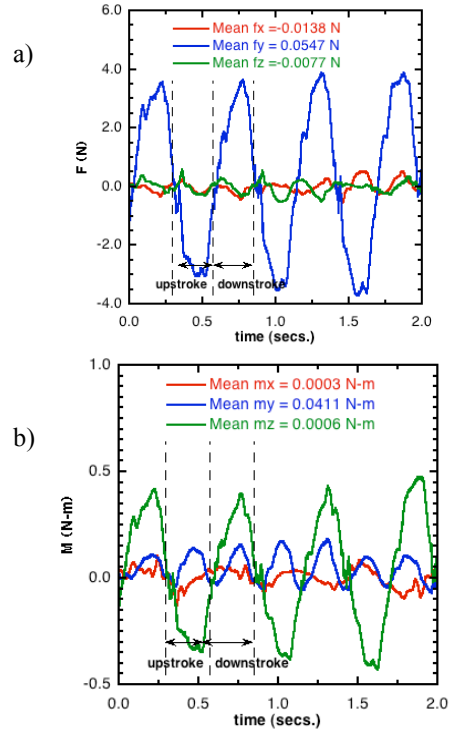 a)
6.0
Mean fx =-0.0138 N
Mean fy = 0.0547 N
Mean fz =-0.0077 N
4.0
2.0
F (N)
0.0
-2.0
upstroke downstroke
-4.0
0.0 0.5 1.0 1.5 2.0
time (secs.)
b)
1.0
Mean mx = 0.0003 N-m
Mean my = 0.0411 N-m
Mean mz = 0.0006 N-m
0.5
M (N-m)
0.0
upstroke downstroke
-0.5
0.0 0.5 1.0 1.5 2.0
time (secs.)